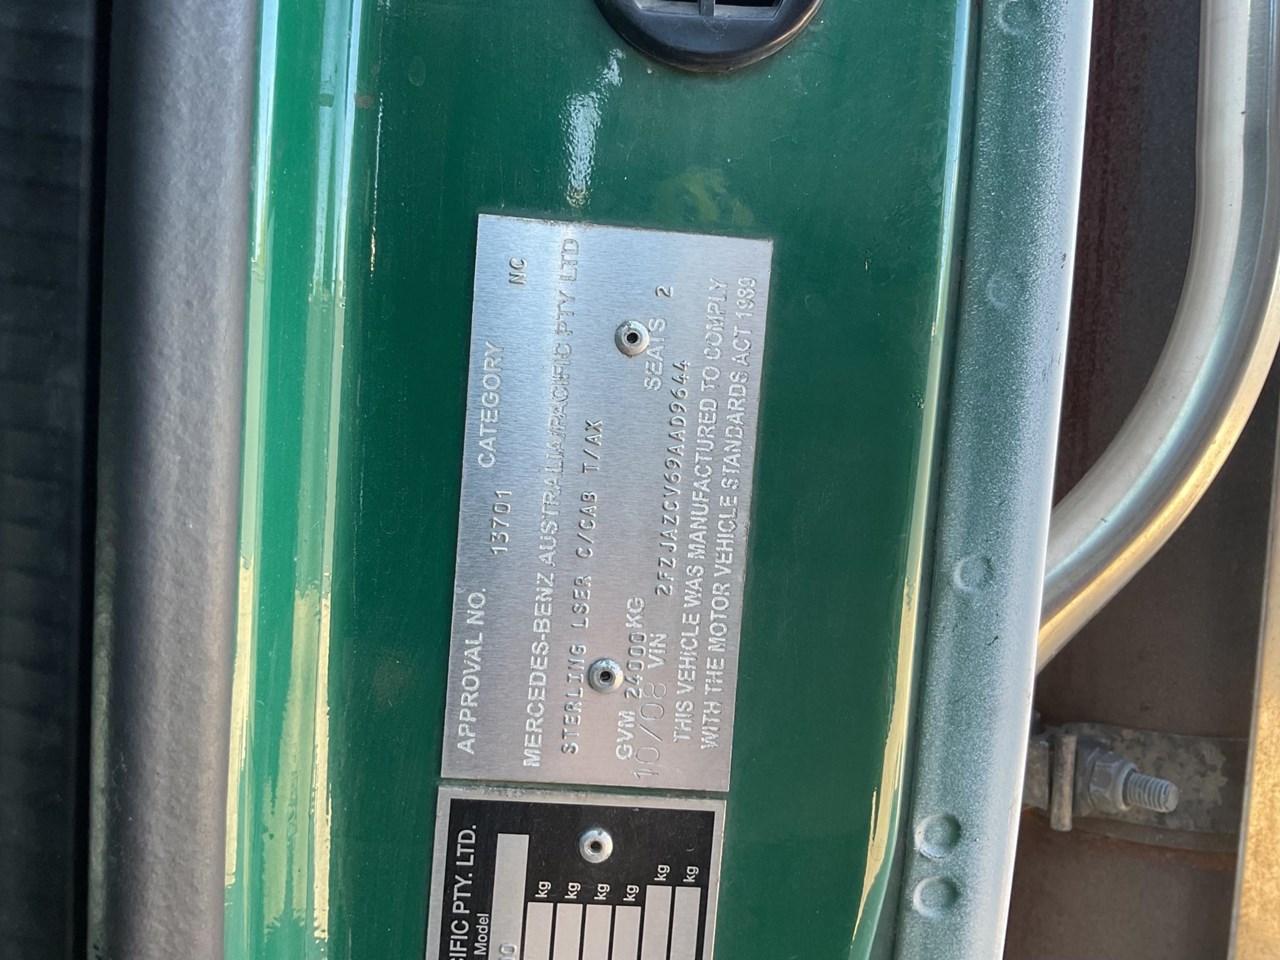 APPROVAL NO. 13701 CATEGORY NC
MERCEDES-BENZ AUSTRALIA/PACIFIC PTY LTD
STERLING LSER C/CAB T/AX
GVM 24000KG SEATS 2
10/08 VIN 2FZJAZCV69AAD9644
THIS VEHICLE WAS MANUFACTURED TO COMPLY
WITH THE MOTOR VEHICLE STANDARDS ACT 1989
IFIC PTY. LTD.
Model
00
kg
kg
kg
kg
kg
kg